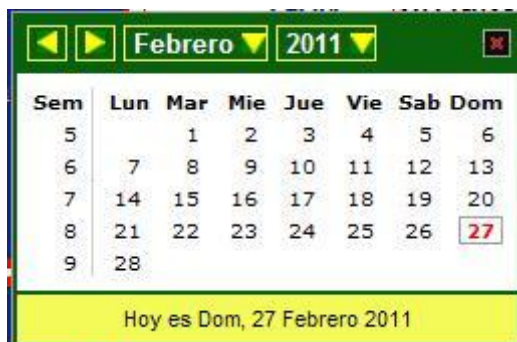 Febrero 2011
Sem Lun Mar Mie Jue Vie Sab Dom
5 1 2 3 4 5 6
6 7 8 9 10 11 12 13
7 14 15 16 17 18 19 20
8 21 22 23 24 25 26 27
9 28
Hoy es Dom, 27 Febrero 2011